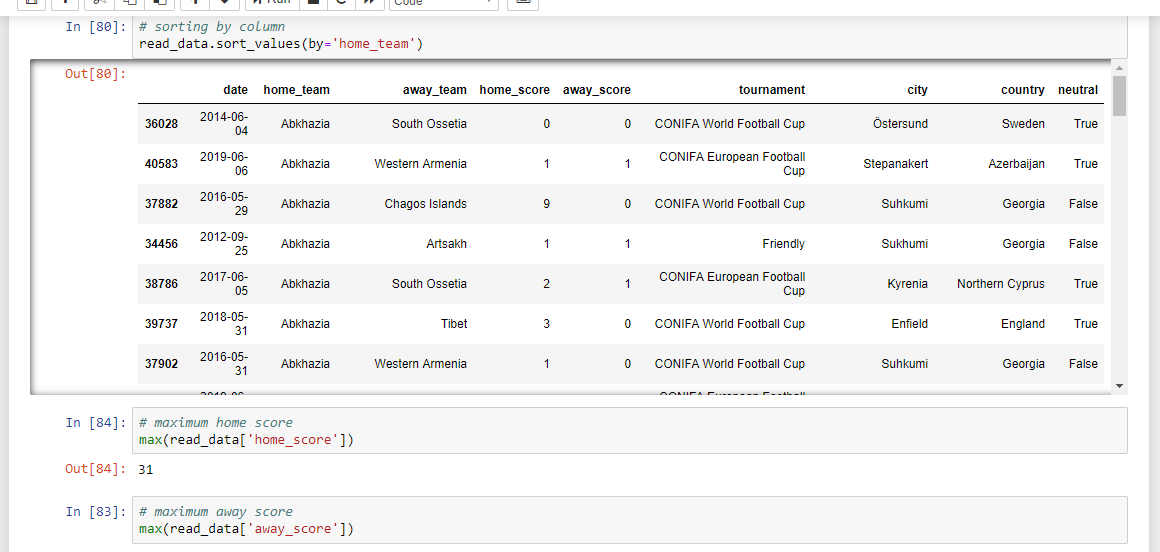 Run
Code
In [80]: # sorting by column
read_data.sort_values(by='home_team')
Out[80]:
date home_team away_team home_score away_score tournament city country neutral
36028 2014-06-04 Abkhazia South Ossetia 0 0 CONIFA World Football Cup Östersund Sweden True
40583 2019-06-06 Abkhazia Western Armenia 1 1 CONIFA European Football Cup Stepanakert Azerbaijan True
37882 2016-05-29 Abkhazia Chagos Islands 9 0 CONIFA World Football Cup Suhkumi Georgia False
34456 2012-09-25 Abkhazia Artsakh 1 1 Friendly Sukhumi Georgia False
38786 2017-06-05 Abkhazia South Ossetia 2 1 CONIFA European Football Cup Kyrenia Northern Cyprus True
39737 2018-05-31 Abkhazia Tibet 3 0 CONIFA World Football Cup Enfield England True
37902 2016-05-31 Abkhazia Western Armenia 1 0 CONIFA World Football Cup Suhkumi Georgia False
In [84]: # maximum home score
max(read_data['home_score'])
Out[84]: 31
In [83]: # maximum away score
max(read_data['away_score'])